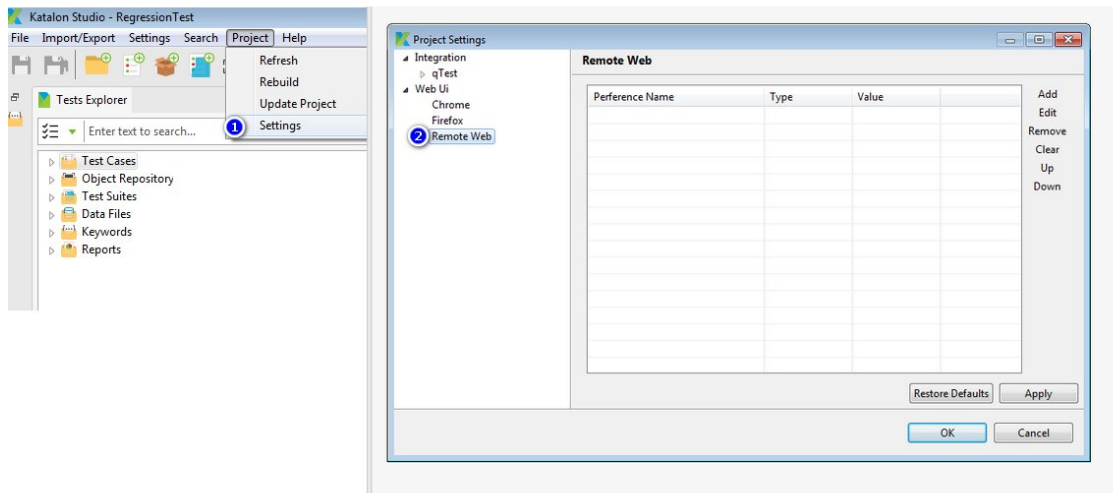 Katalon Studio - RegressionTest
File Import/Export Settings Search Project Help
Refresh
Rebuild
Update Project
1 Settings
Tests Explorer
Enter text to search...
Test Cases
Object Repository
Test Suites
Data Files
Keywords
Reports
Project Settings
Integration
qTest
Web Ui
Chrome
Firefox
2 Remote Web
Remote Web
Perference Name Type Value
Add
Edit
Remove
Clear
Up
Down
Restore Defaults Apply
OK Cancel